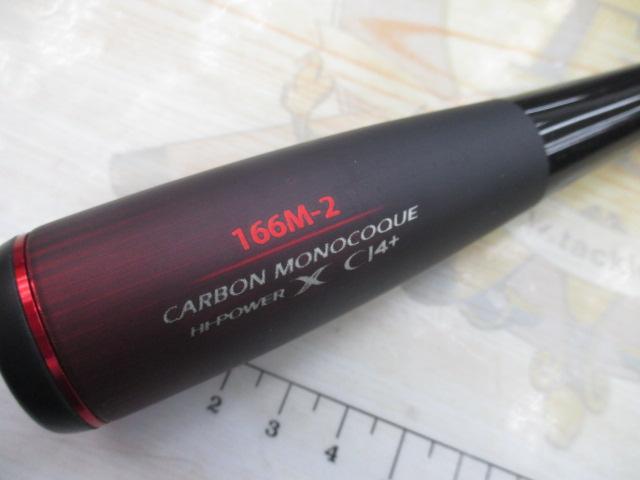 166M-2
CARBON MONOCOQUE
HI-POWER X CI4+
2 3 4